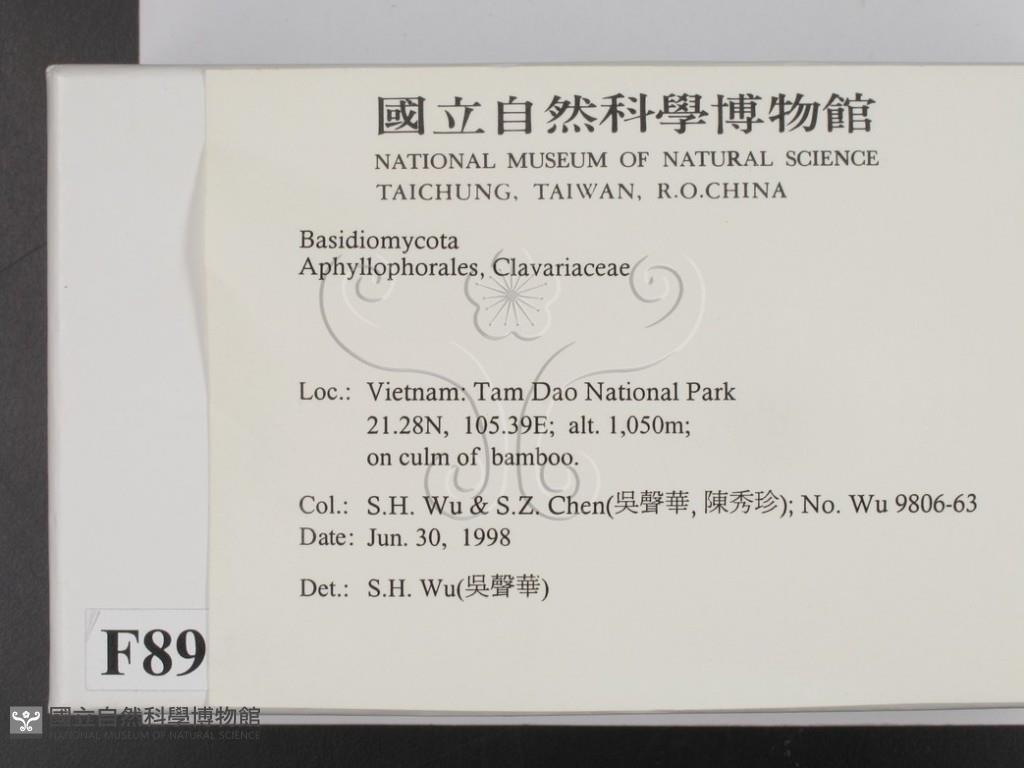 國立自然科學博物館
NATIONAL MUSEUM OF NATURAL SCIENCE
TAICHUNG, TAIWAN, R.O.CHINA
Basidiomycota
Aphyllophorales, Clavariaceae
Loc.: Vietnam: Tam Dao National Park
21.28N, 105.39E; alt. 1,050m;
on culm of bamboo.
Col.: S.H. Wu & S.Z. Chen(吳聲華, 陳秀珍); No. Wu 9806-63
Date: Jun. 30, 1998
Det.: S.H. Wu(吳聲華)
F89
國立自然科學博物館
NATIONAL MUSEUM OF NATURAL SCIENCE